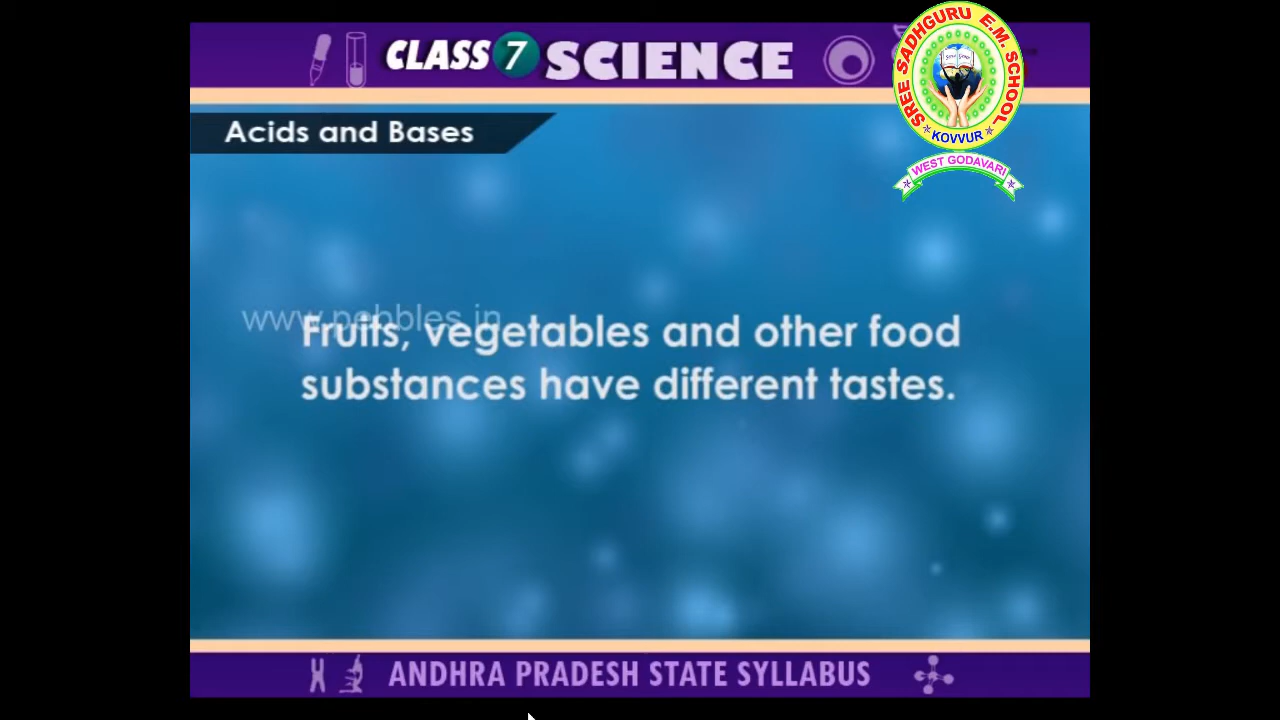 CLASS 7 SCIENCE
SREE SADHGURU E.M. SCHOOL
KOVVUR
WEST GODAVARI
Acids and Bases
www.pebbles.in
Fruits, vegetables and other food
substances have different tastes.
ANDHRA PRADESH STATE SYLLABUS